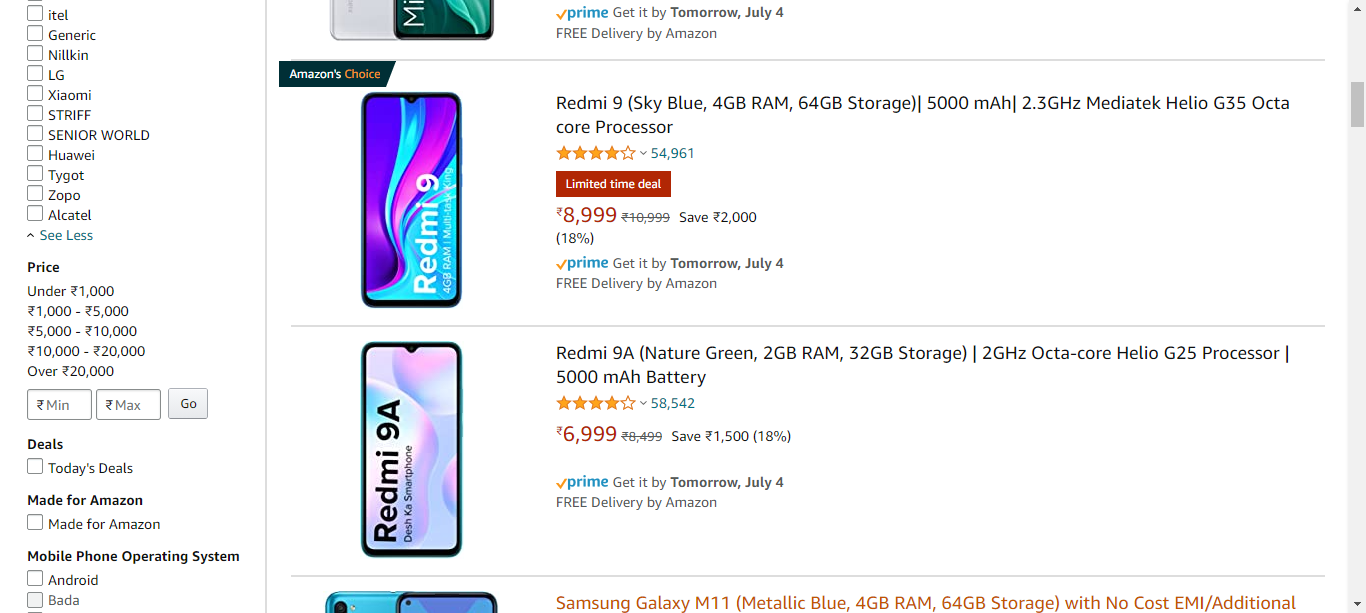 itel
Generic
Nillkin
LG
Xiaomi
STRIFF
SENIOR WORLD
Huawei
Tygot
Zopo
Alcatel
See Less
Price
Under ₹1,000
₹1,000 - ₹5,000
₹5,000 - ₹10,000
₹10,000 - ₹20,000
Over ₹20,000
₹ Min ₹ Max Go
Deals
Today's Deals
Made for Amazon
Made for Amazon
Mobile Phone Operating System
Android
Bada
Mi
prime Get it by Tomorrow, July 4
FREE Delivery by Amazon
Amazon's Choice
Redmi 9
4GB RAM | Multi-task King
Redmi 9 (Sky Blue, 4GB RAM, 64GB Storage)| 5000 mAh| 2.3GHz Mediatek Helio G35 Octa
core Processor
54,961
Limited time deal
₹8,999 ₹10,999 Save ₹2,000
(18%)
prime Get it by Tomorrow, July 4
FREE Delivery by Amazon
Redmi 9A
Desh Ka Smartphone
Redmi 9A (Nature Green, 2GB RAM, 32GB Storage) | 2GHz Octa-core Helio G25 Processor |
5000 mAh Battery
58,542
₹6,999 ₹8,499 Save ₹1,500 (18%)
prime Get it by Tomorrow, July 4
FREE Delivery by Amazon
Samsung Galaxy M11 (Metallic Blue, 4GB RAM, 64GB Storage) with No Cost EMI/Additional